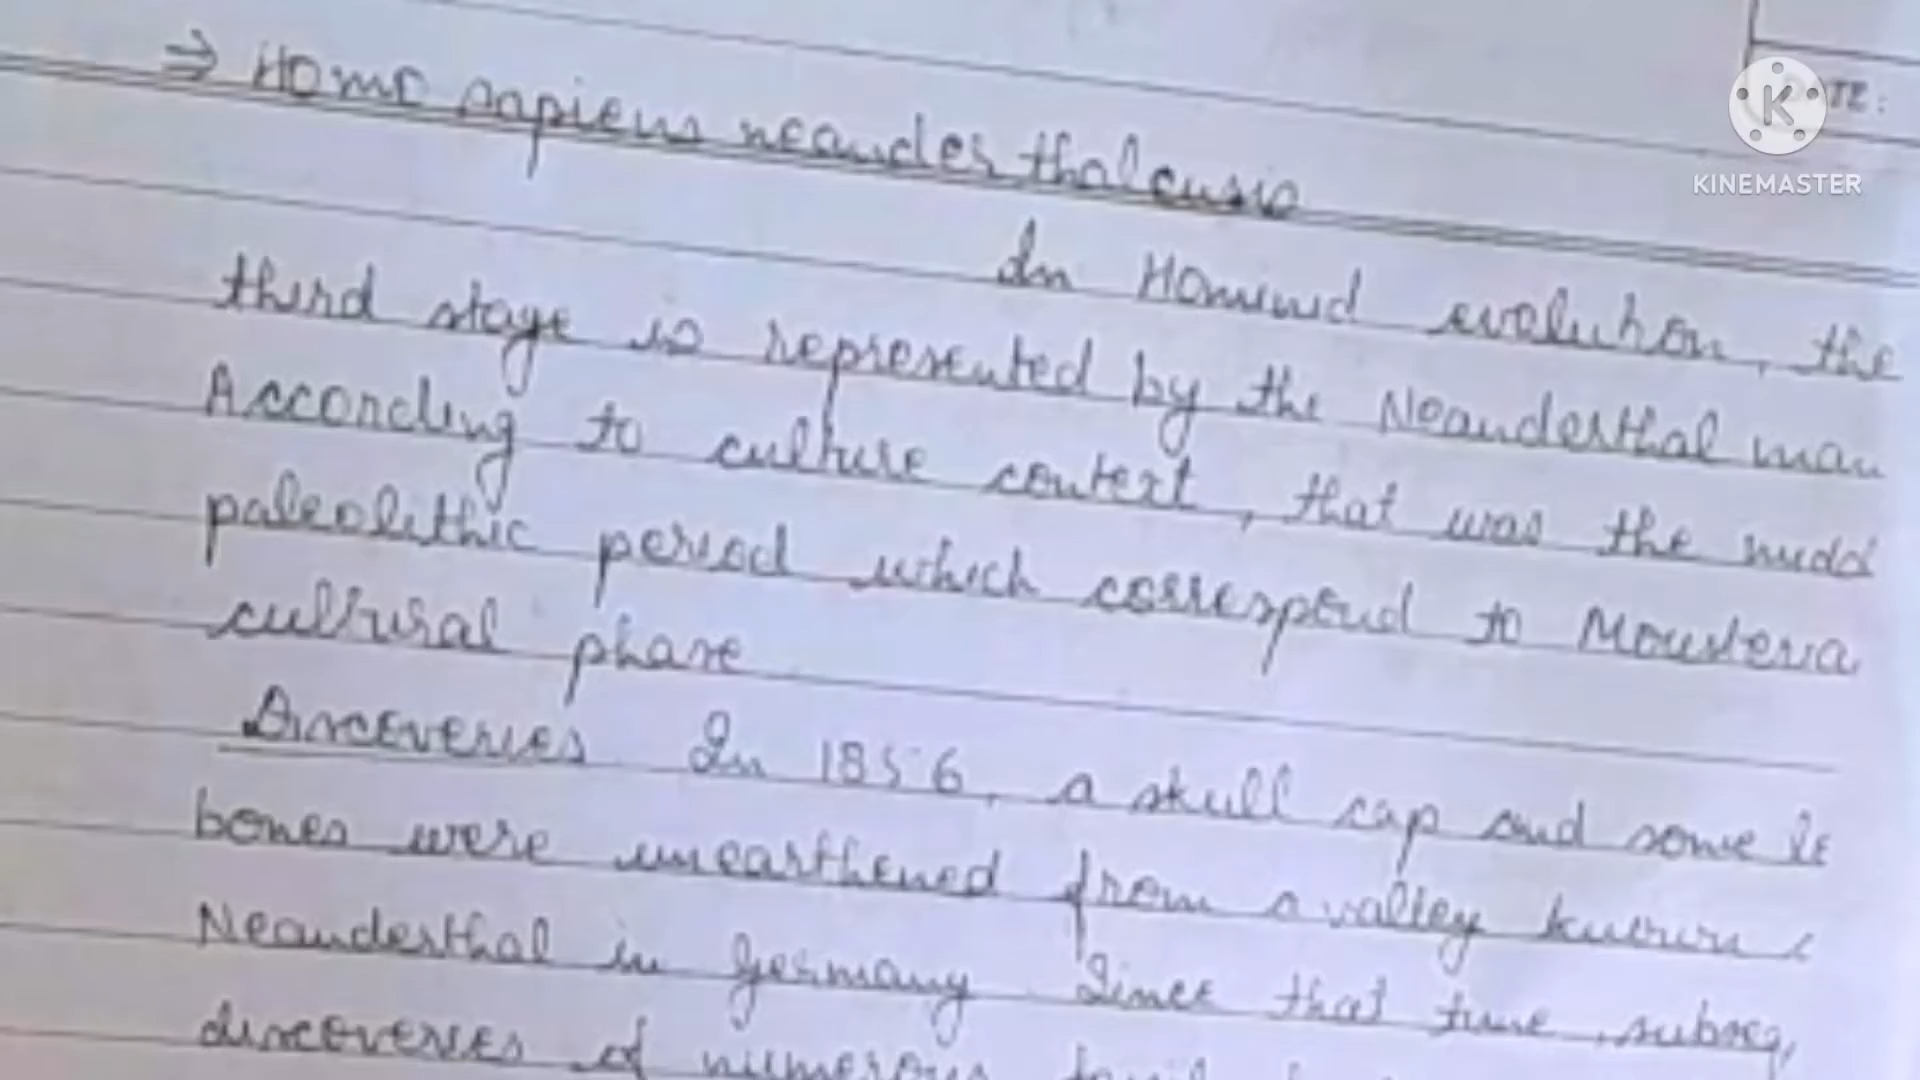 ⇒ Homo sapiens neanderthalensis
DATE:
KINEMASTER
In Hominid evolution, the
third stage is represented by the Neanderthal man
According to culture context, that was the midd
paleolithic period which correspond to Mousteria
cultural phase
Discoveries In 1856, a skull cap and some
bones were unearthened from a valley known
Neanderthal in Germany. Since that time, subseq
discoveries of numerous